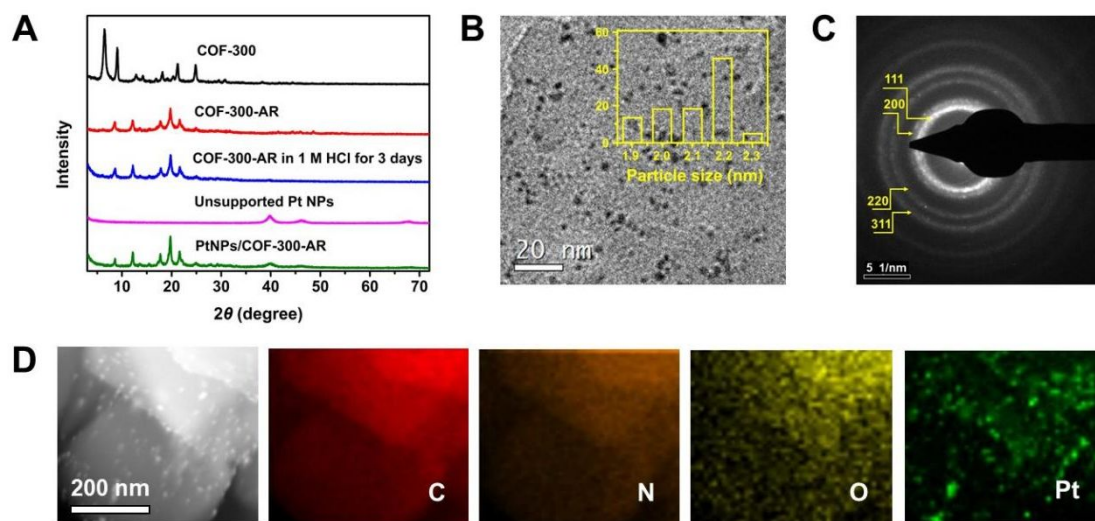 A
COF-300
COF-300-AR
COF-300-AR in 1 M HCl for 3 days
Unsupported Pt NPs
PtNPs/COF-300-AR
Intensity
10 20 30 40 50 60 70
2θ (degree)
B
60
40
20
0
1.9 2.0 2.1 2.2 2.3
Particle size (nm)
20 nm
C
111
200
220
311
5 1/nm
D
200 nm
C
N
O
Pt